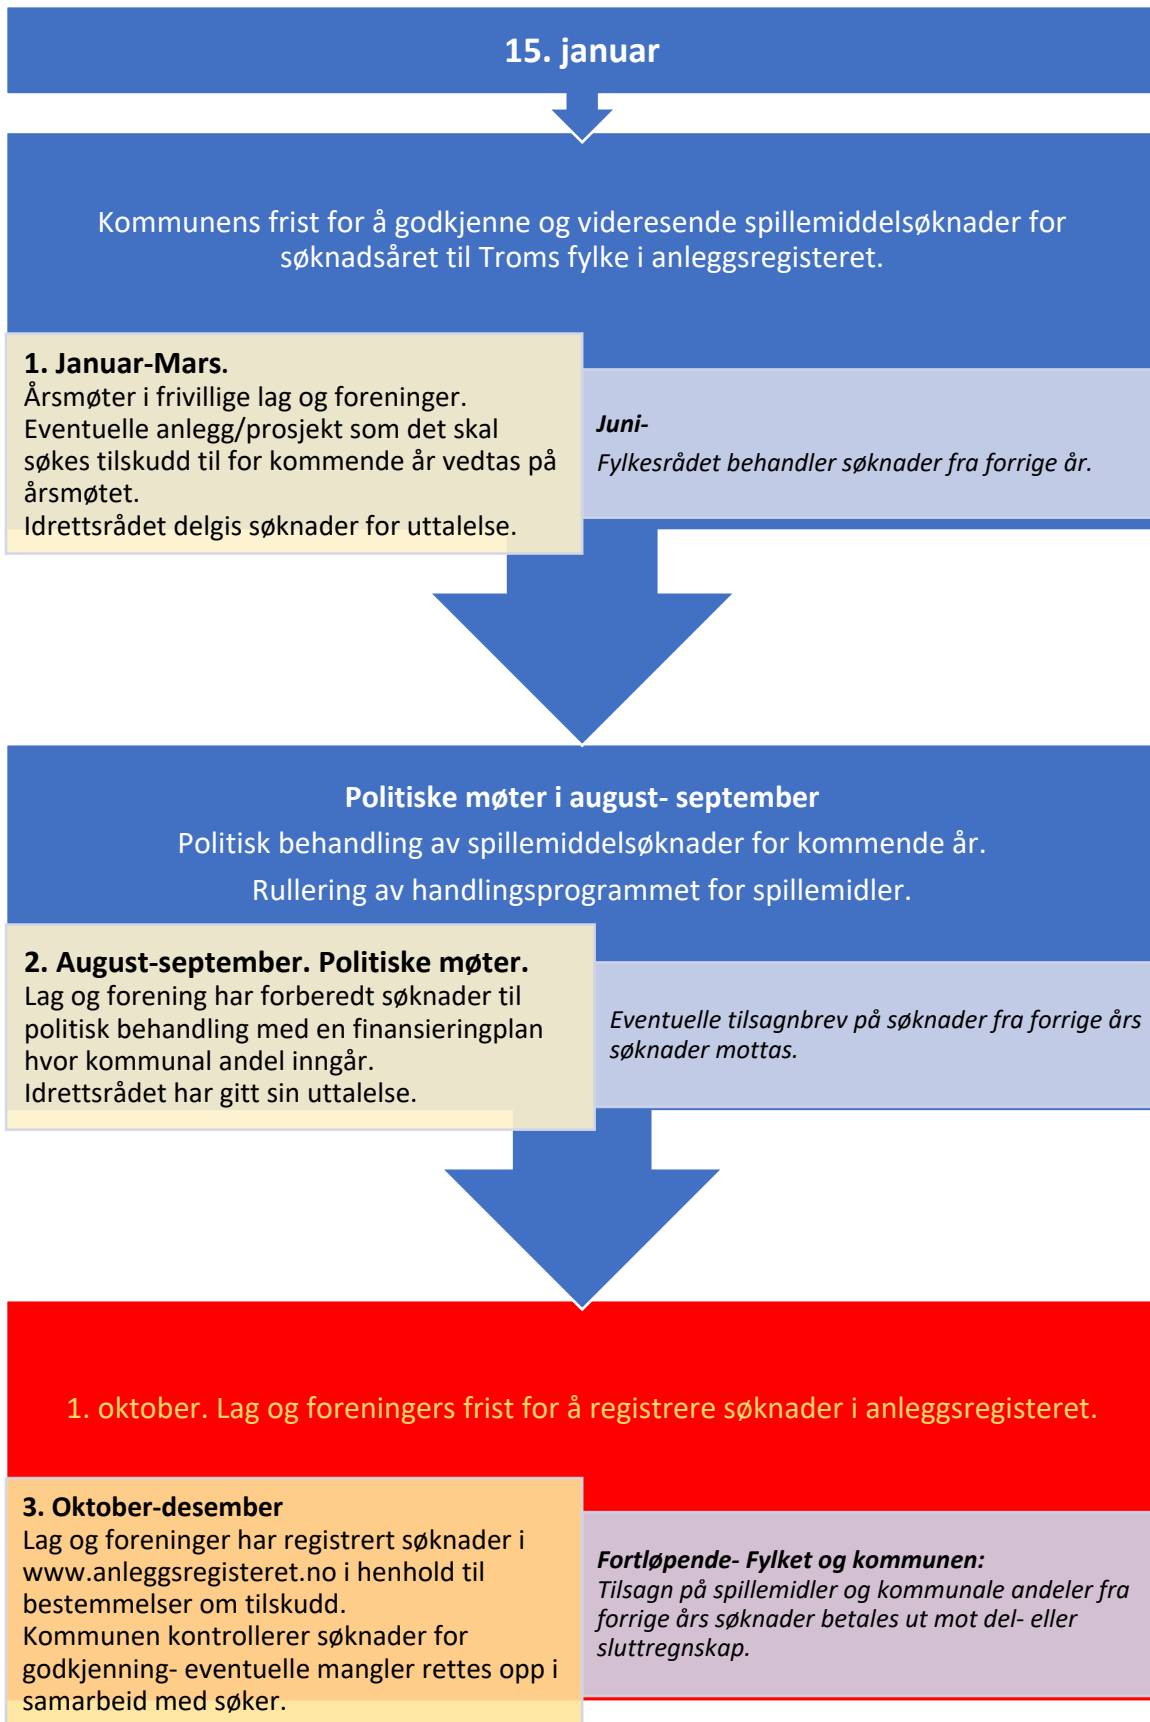 15. januar
Kommunens frist for å godkjenne og videresende spillemiddelsøknader for
søknadsåret til Troms fylke i anleggsregisteret.
1. Januar-Mars.
Årsmøter i frivillige lag og foreninger.
Eventuelle anlegg/prosjekt som det skal
søkes tilskudd til for kommende år vedtas på
årsmøtet.
Idrettsrådet delgis søknader for uttalelse.
Juni-
Fylkesrådet behandler søknader fra forrige år.
Politiske møter i august- september
Politisk behandling av spillemiddelsøknader for kommende år.
Rullering av handlingsprogrammet for spillemidler.
2. August-september. Politiske møter.
Lag og forening har forberedt søknader til
politisk behandling med en finansieringplan
hvor kommunal andel inngår.
Idrettsrådet har gitt sin uttalelse.
Eventuelle tilsagnbrev på søknader fra forrige års
søknader mottas.
1. oktober. Lag og foreningers frist for å registrere søknader i anleggsregisteret.
3. Oktober-desember
Lag og foreninger har registrert søknader i
www.anleggsregisteret.no i henhold til
bestemmelser om tilskudd.
Kommunen kontrollerer søknader for
godkjenning- eventuelle mangler rettes opp i
samarbeid med søker.
Fortløpende- Fylket og kommunen:
Tilsagn på spillemidler og kommunale andeler fra
forrige års søknader betales ut mot del- eller
sluttregnskap.